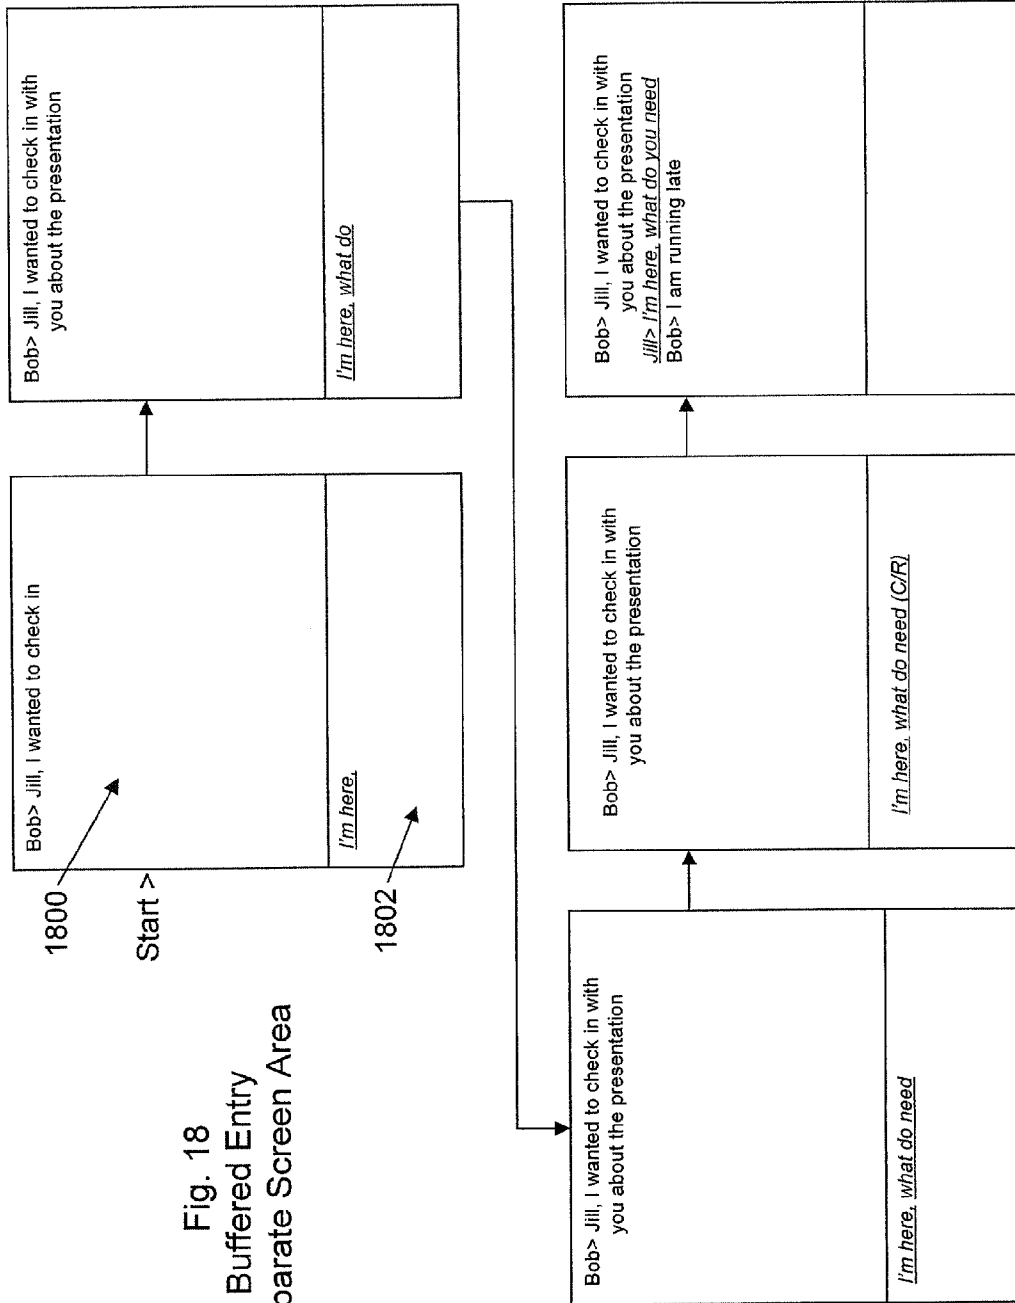 Fig. 18
Buffered Entry
parate Screen Area
1800
Start >
1802
Bob> Jill, I wanted to check in
I'm here,
Bob> Jill, I wanted to check in with
you about the presentation
I'm here, what do
Bob> Jill, I wanted to check in with
you about the presentation
I'm here, what do need
Bob> Jill, I wanted to check in with
you about the presentation
I'm here, what do need (C/R)
Bob> Jill, I wanted to check in with
you about the presentation
Jill> I'm here, what do you need
Bob> I am running late